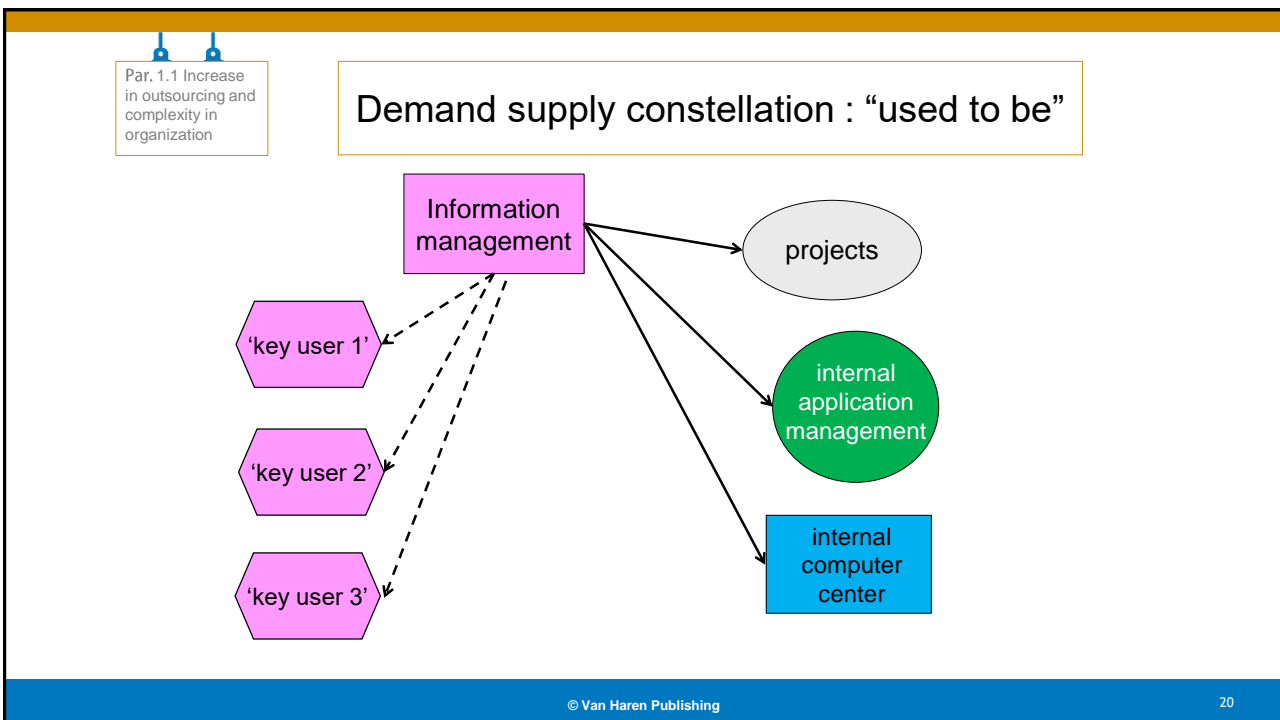 Par. 1.1 Increase
in outsourcing and
complexity in
organization
Demand supply constellation : “used to be”
Information
management
projects
‘key user 1’
internal
application
management
‘key user 2’
internal
computer
center
‘key user 3’
© Van Haren Publishing
20